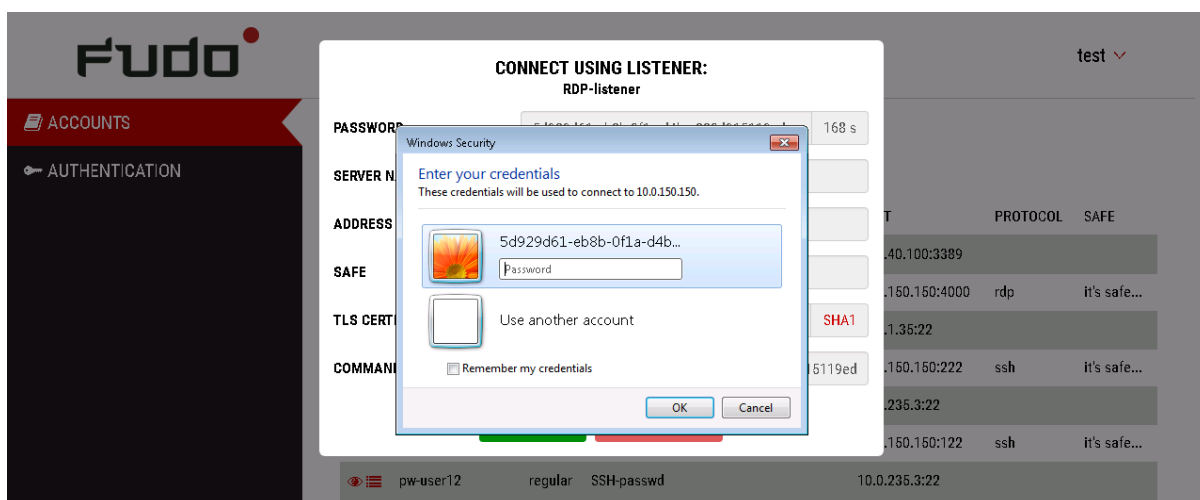 Fudo
test
ACCOUNTS
AUTHENTICATION
CONNECT USING LISTENER:
RDP-listener
PASSWORD
168 s
SERVER N
ADDRESS
SAFE
TLS CERTI
SHA1
COMMAN
15119ed
Windows Security
Enter your credentials
These credentials will be used to connect to 10.0.150.150.
5d929d61-eb8b-0f1a-d4b...
Password
Use another account
Remember my credentials
OK
Cancel
T PROTOCOL SAFE
.40.100:3389
.150.150:4000 rdp it's safe...
.1.35:22
.150.150:222 ssh it's safe...
.235.3:22
.150.150:122 ssh it's safe...
pw-user12 regular SSH-passwd 10.0.235.3:22